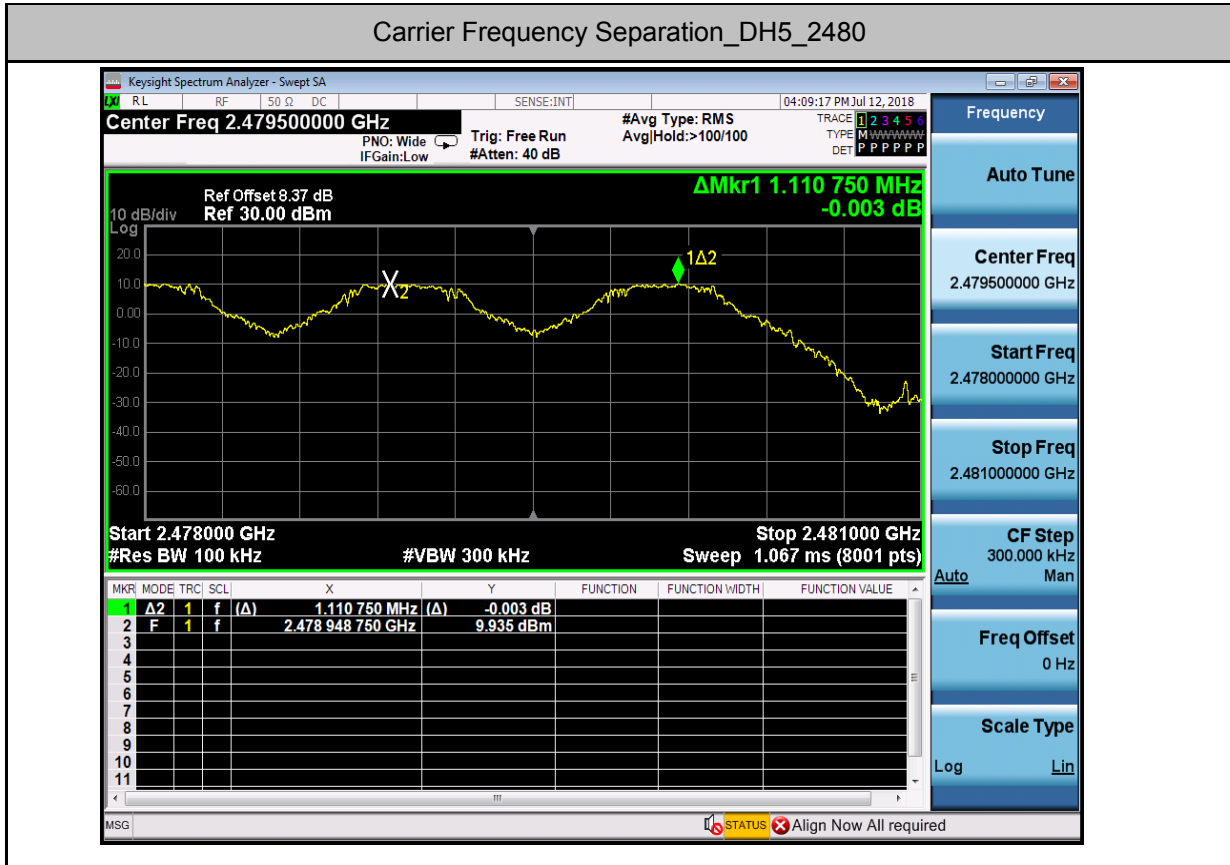 Carrier Frequency Separation_DH5_2480
Keysight Spectrum Analyzer - Swept SA
LXI RL RF 50 Ω DC SENSE:INT 04:09:17 PM Jul 12, 2018
Center Freq 2.479500000 GHz
PNO: Wide
IFGain:Low
Trig: Free Run
#Atten: 40 dB
#Avg Type: RMS
Avg|Hold:>100/100
TRACE 1 2 3 4 5 6
TYPE M WWWWW
DET P P P P P P
ΔMkr1 1.110 750 MHz
-0.003 dB
Ref Offset 8.37 dB
Ref 30.00 dBm
10 dB/div
Log
20.0
10.0
0.00
-10.0
-20.0
-30.0
-40.0
-50.0
-60.0
1Δ2
X2
Start 2.478000 GHz
Stop 2.481000 GHz
#Res BW 100 kHz
#VBW 300 kHz
Sweep 1.067 ms (8001 pts)
MKR MODE TRC SCL X Y FUNCTION FUNCTION WIDTH FUNCTION VALUE
1 Δ2 1 f (Δ) 1.110 750 MHz (Δ) -0.003 dB
2 F 1 f 2.478 948 750 GHz 9.935 dBm
3
4
5
6
7
8
9
10
11
MSG
STATUS
Align Now All required
Frequency
Auto Tune
Center Freq
2.479500000 GHz
Start Freq
2.478000000 GHz
Stop Freq
2.481000000 GHz
CF Step
300.000 kHz
Auto Man
Freq Offset
0 Hz
Scale Type
Log Lin